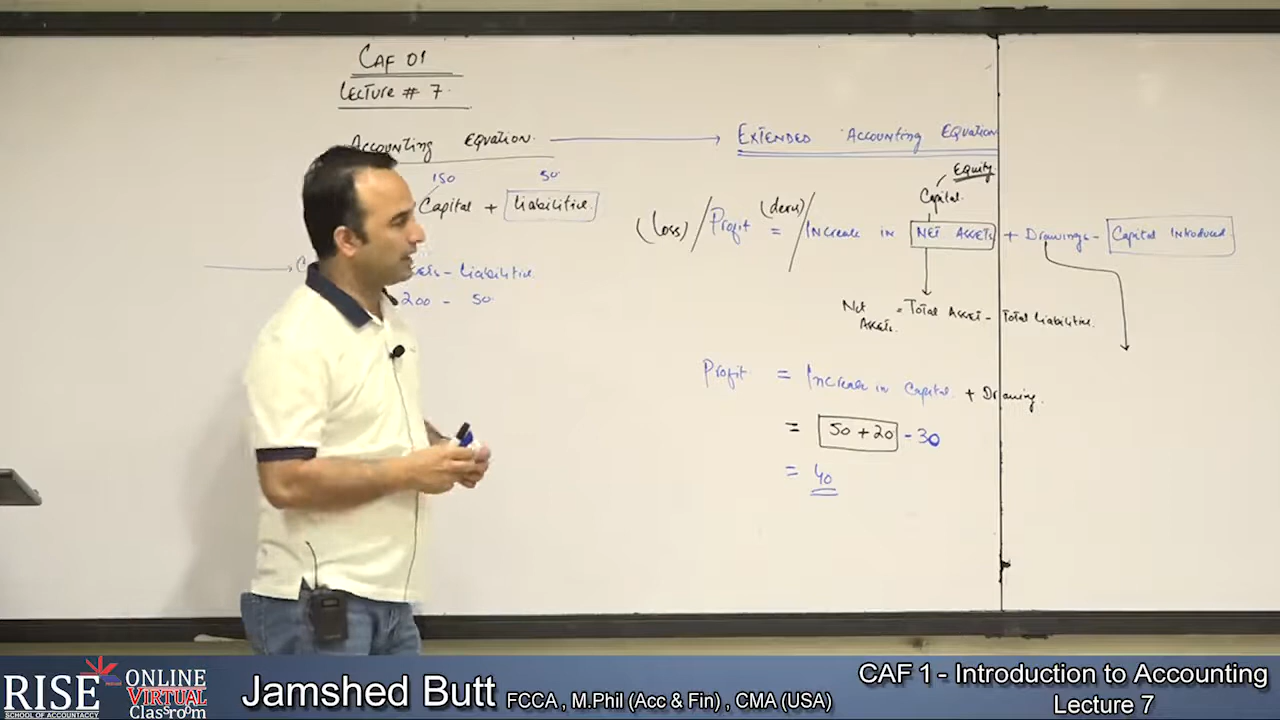 CAF 01
Lecture # 7.
Accounting Equation.
150 50
Capital + Liabilities.
Assets - Liabilities.
200 - 50.
Extended Accounting Equation
Equity
Capital.
(loss) / Profit = / Increase in NET ASSETS + Drawings - Capital Introduced.
Net Assets. = Total Asset - Total Liabilities.
Profit = Increase in Capital + Drawing.
= 50 + 20 - 30
= 40
RISE
SCHOOL OF ACCOUNTANCY
ONLINE
VIRTUAL
Classroom
Jamshed Butt FCCA , M.Phil (Acc & Fin) , CMA (USA)
CAF 1 - Introduction to Accounting
Lecture 7